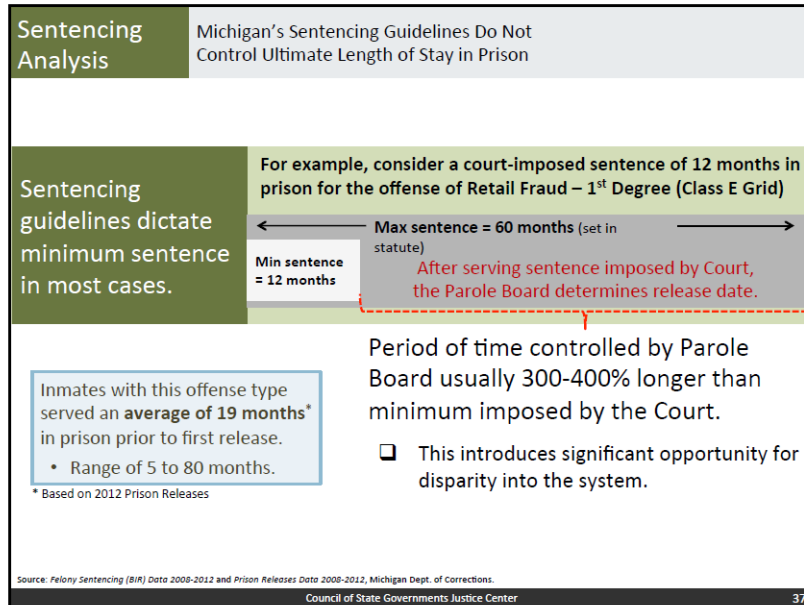 Sentencing
Analysis
Michigan's Sentencing Guidelines Do Not
Control Ultimate Length of Stay in Prison
Sentencing
guidelines dictate
minimum sentence
in most cases.
For example, consider a court-imposed sentence of 12 months in
prison for the offense of Retail Fraud – 1st Degree (Class E Grid)
Max sentence = 60 months (set in
statute)
Min sentence
= 12 months
After serving sentence imposed by Court,
the Parole Board determines release date.
Period of time controlled by Parole
Board usually 300-400% longer than
minimum imposed by the Court.
❑ This introduces significant opportunity for
disparity into the system.
Inmates with this offense type
served an average of 19 months*
in prison prior to first release.
• Range of 5 to 80 months.
* Based on 2012 Prison Releases
Source: Felony Sentencing (BIR) Data 2008-2012 and Prison Releases Data 2008-2012, Michigan Dept. of Corrections.
Council of State Governments Justice Center
37